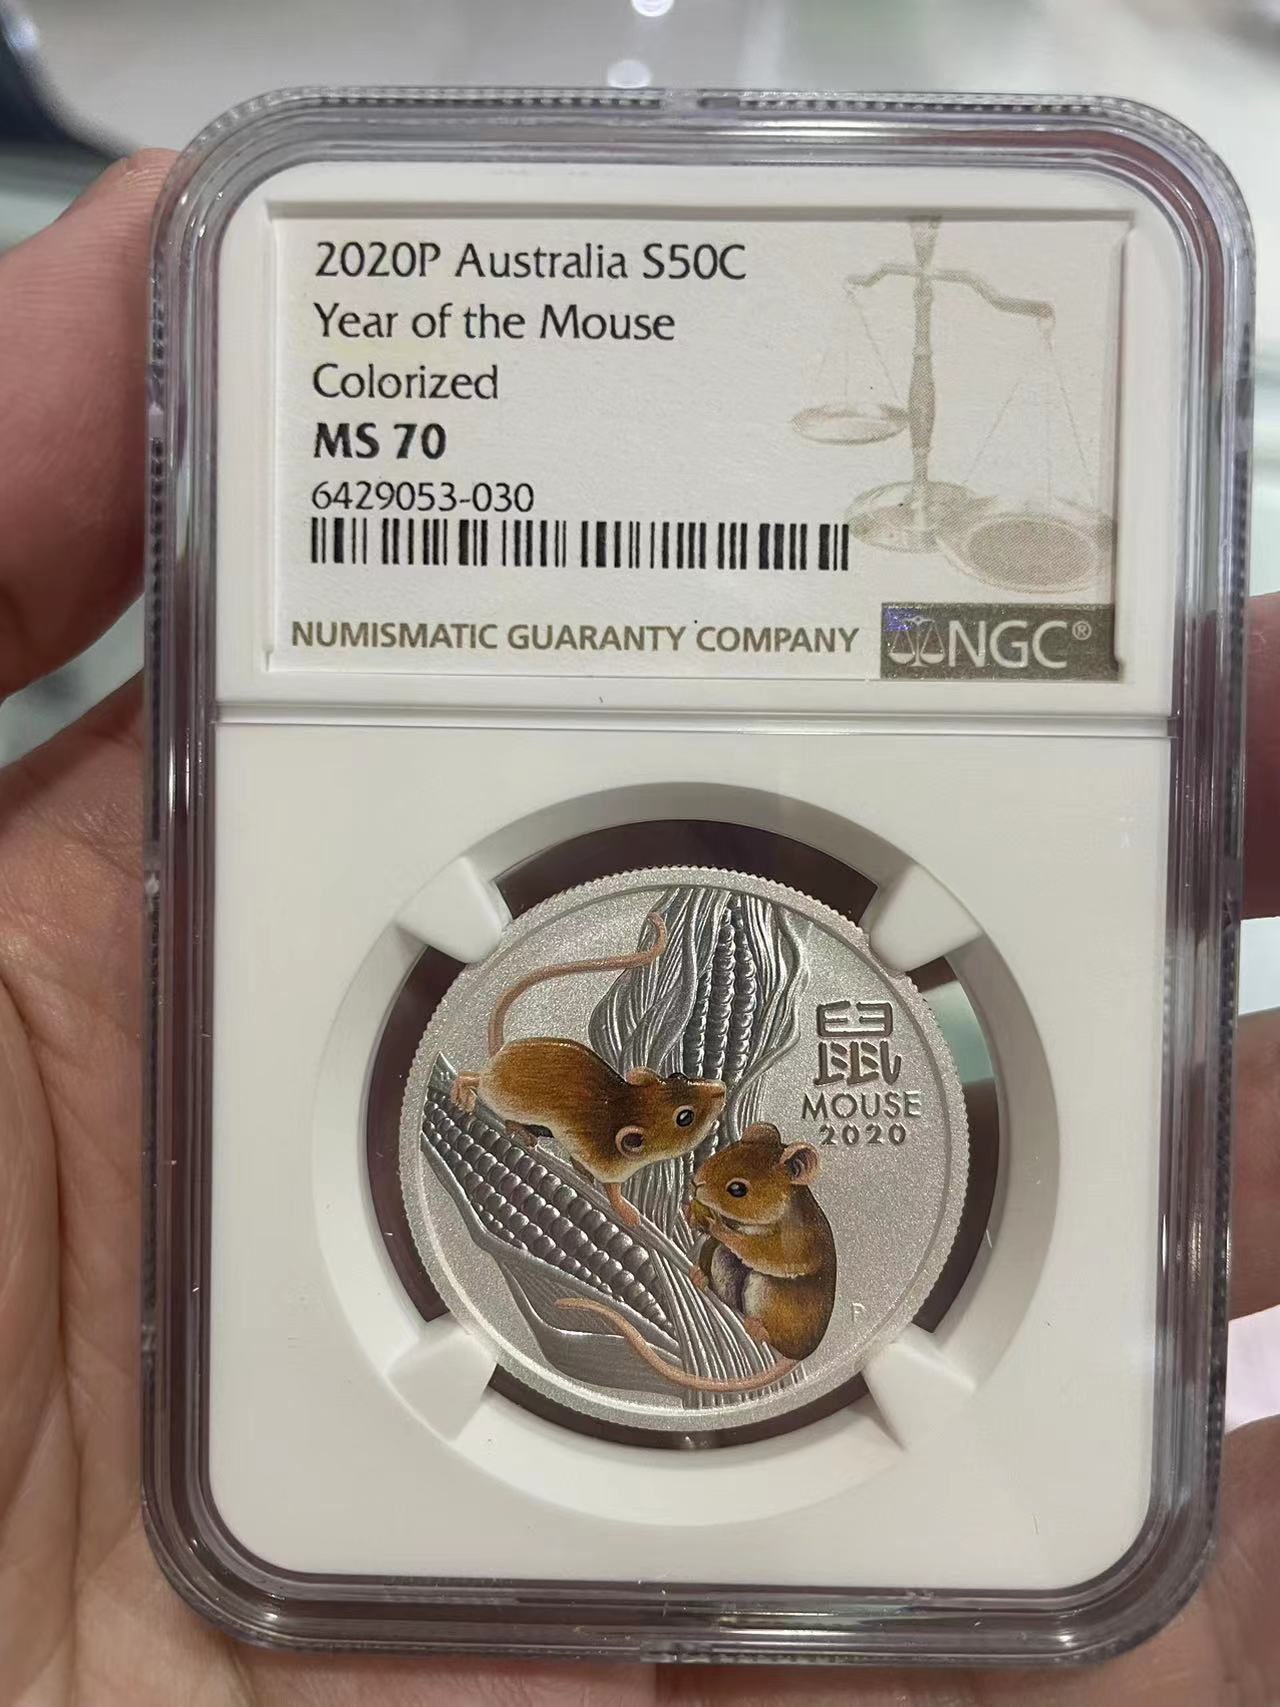 2020P Australia S50C
Year of the Mouse
Colorized
MS 70
6429053-030
NUMISMATIC GUARANTY COMPANY NGC®
鼠
MOUSE
2020
P